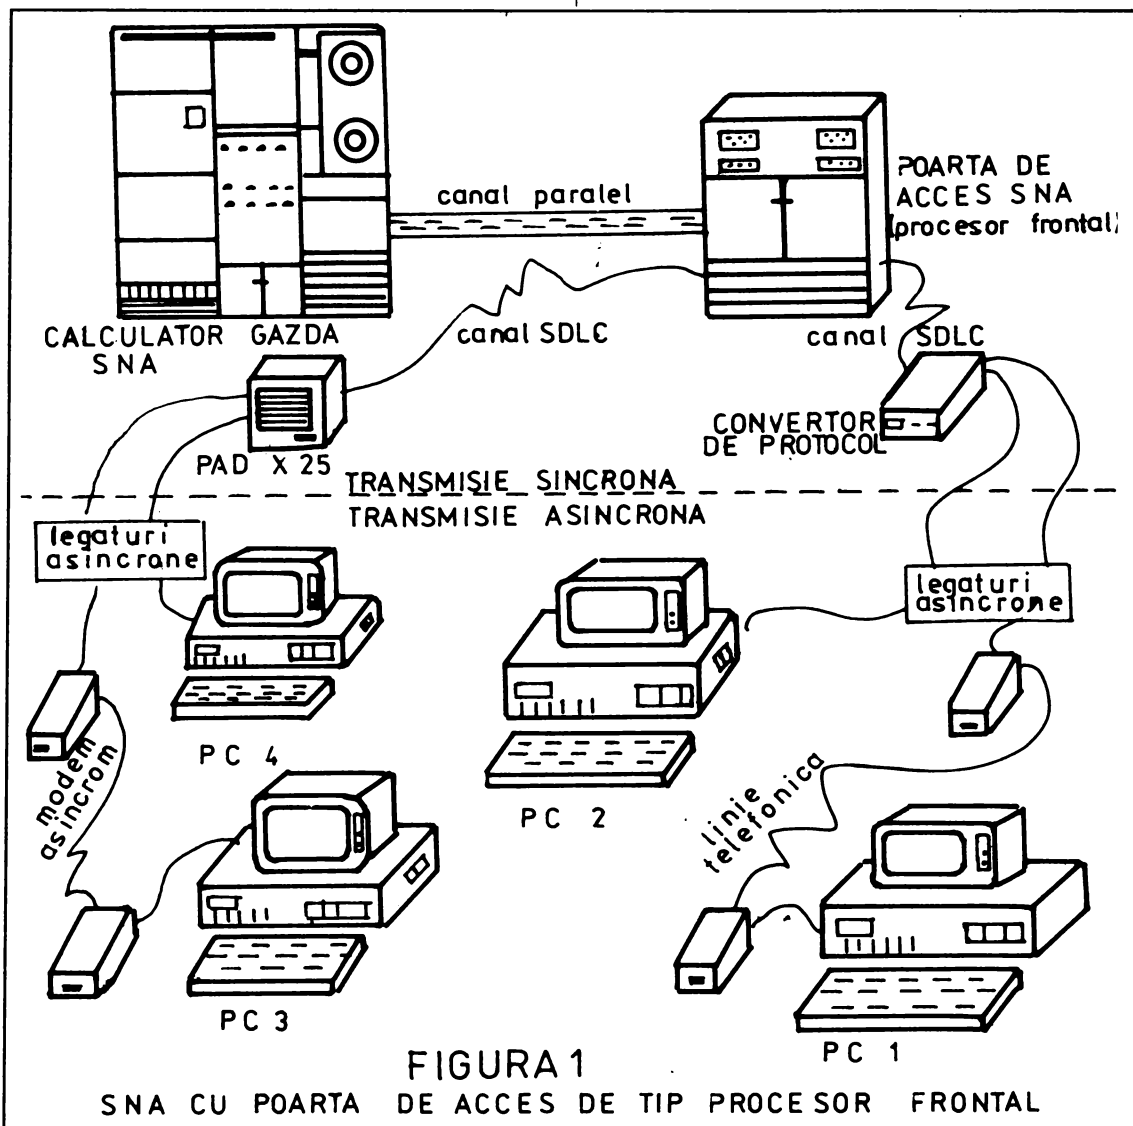 canal paralel
POARTA DE
ACCES SNA
(procesor frontal)
CALCULATOR GAZDA
SNA
canal SDLC
canal SDLC
CONVERTOR
DE PROTOCOL
PAD X 25
TRANSMISIE SINCRONA
TRANSMISIE ASINCRONA
legaturi
asincrane
legaturi
asincrone
PC 4
modem
asincrom
PC 2
linie
telefonica
PC 3
PC 1
FIGURA 1
SNA CU POARTA DE ACCES DE TIP PROCESOR FRONTAL